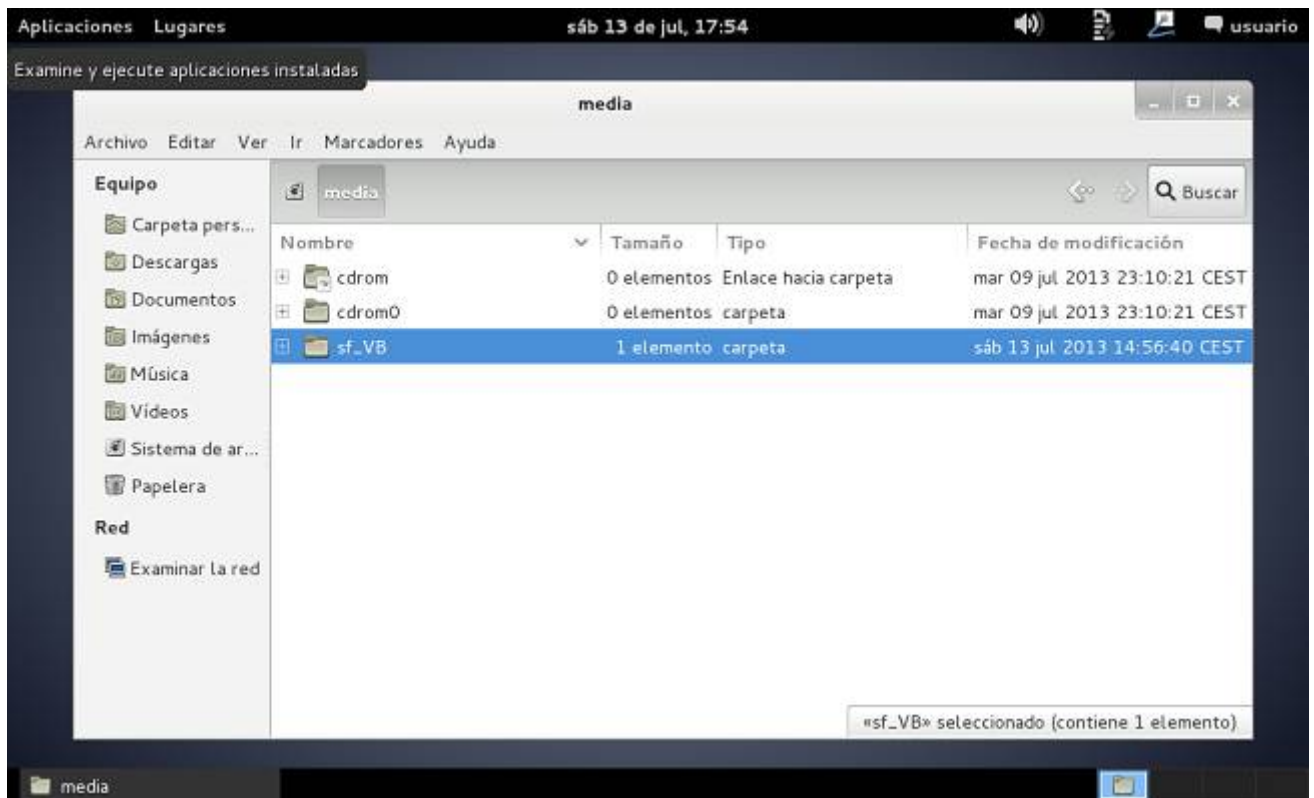 Aplicaciones Lugares sáb 13 de jul, 17:54 usuario
Examine y ejecute aplicaciones instaladas
media
Archivo Editar Ver Ir Marcadores Ayuda
Equipo
Carpeta pers...
Descargas
Documentos
Imágenes
Música
Vídeos
Sistema de ar...
Papelera
Red
Examinar la red
media Buscar
Nombre Tamaño Tipo Fecha de modificación
cdrom 0 elementos Enlace hacia carpeta mar 09 jul 2013 23:10:21 CEST
cdrom0 0 elementos carpeta mar 09 jul 2013 23:10:21 CEST
sf_VB 1 elemento carpeta sáb 13 jul 2013 14:56:40 CEST
«sf_VB» seleccionado (contiene 1 elemento)
media